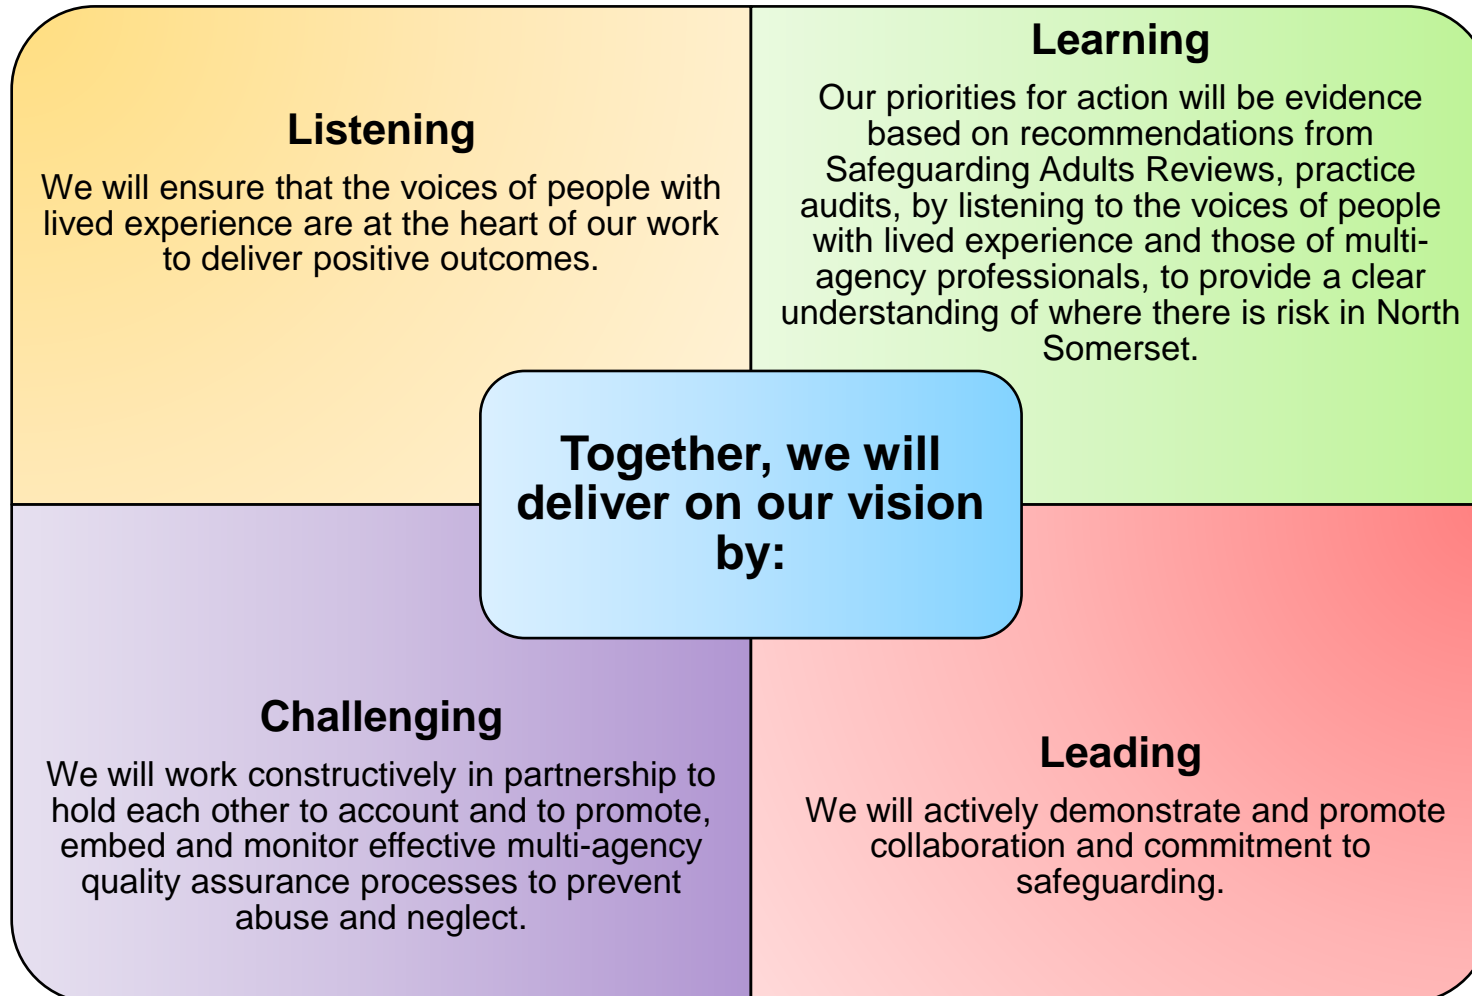 Listening
We will ensure that the voices of people with
lived experience are at the heart of our work
to deliver positive outcomes.
Learning
Our priorities for action will be evidence
based on recommendations from
Safeguarding Adults Reviews, practice
audits, by listening to the voices of people
with lived experience and those of multi-
agency professionals, to provide a clear
understanding of where there is risk in North
Somerset.
Together, we will
deliver on our vision
by:
Challenging
We will work constructively in partnership to
hold each other to account and to promote,
embed and monitor effective multi-agency
quality assurance processes to prevent
abuse and neglect.
Leading
We will actively demonstrate and promote
collaboration and commitment to
safeguarding.